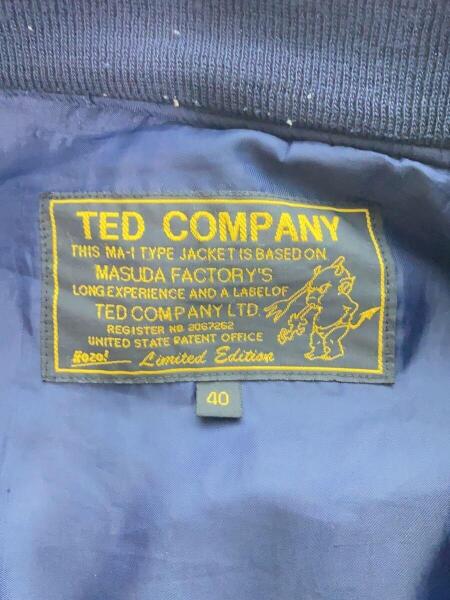 TED COMPANY
THIS MA-1 TYPE JACKET IS BASED ON
MASUDA FACTORY'S
LONG EXPERIENCE AND A LABEL OF
TED COMPANY LTD.
REGISTER NO 2067262
UNITED STATE PATENT OFFICE
HOZO! Limited Edition
40